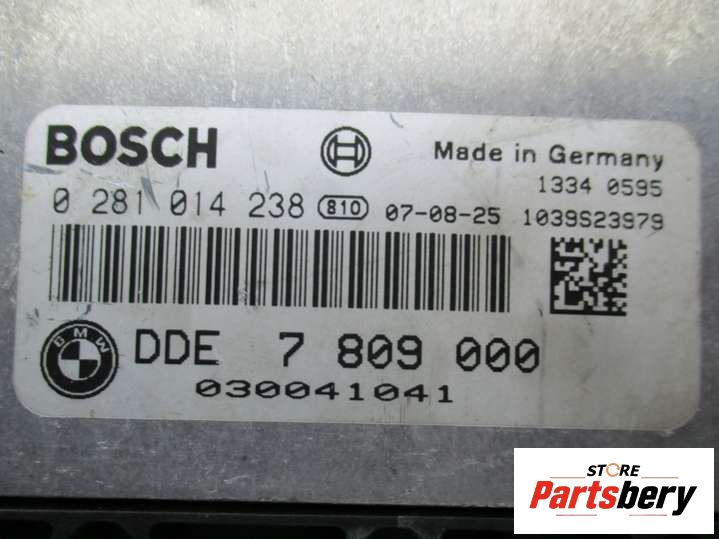 BOSCH
Made in Germany
1334 0595
0 281 014 238 810 07-08-25 1039S23979
BMW
DDE 7 809 000
030041041
STORE
Partsbery